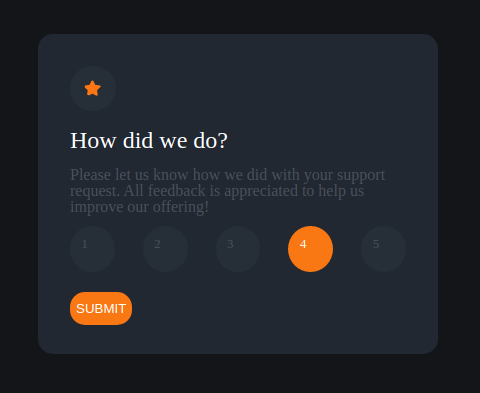 How did we do?
Please let us know how we did with your support
request. All feedback is appreciated to help us
improve our offering!
1 2 3 4 5
SUBMIT